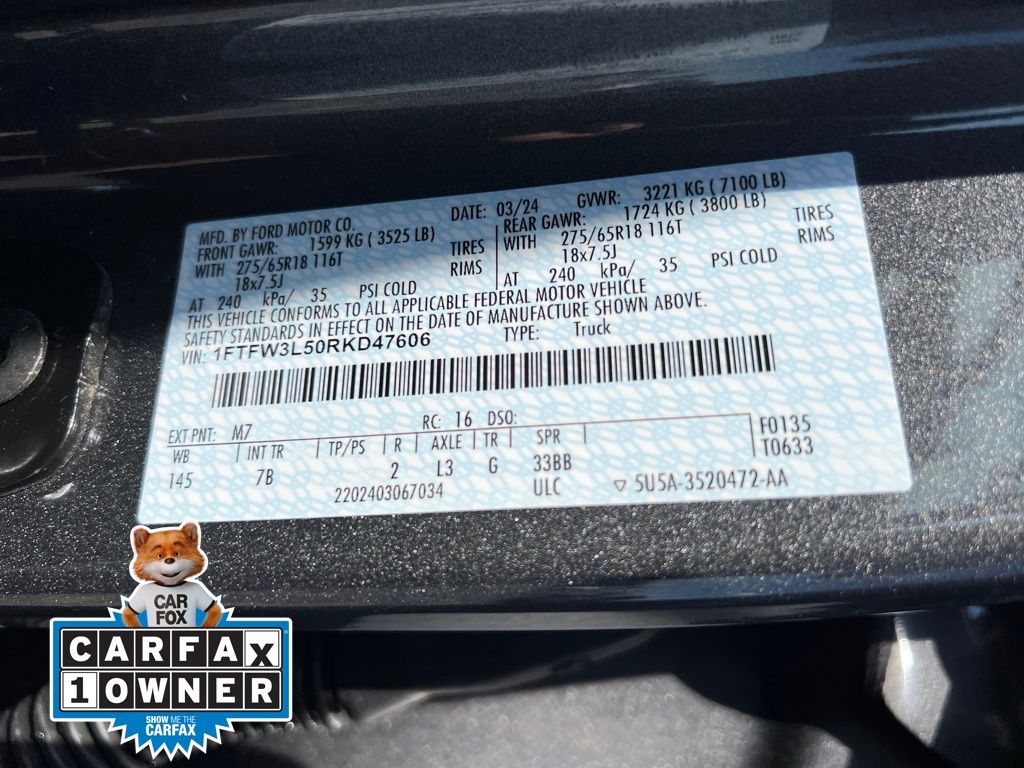 MFD. BY FORD MOTOR CO. DATE: 03/24 GVWR: 3221 KG ( 7100 LB)
FRONT GAWR: 1599 KG ( 3525 LB) REAR GAWR: 1724 KG ( 3800 LB)
WITH 275/65R18 116T TIRES WITH 275/65R18 116T TIRES
18x7.5J RIMS 18x7.5J RIMS
AT 240 kPa/ 35 PSI COLD AT 240 kPa/ 35 PSI COLD
THIS VEHICLE CONFORMS TO ALL APPLICABLE FEDERAL MOTOR VEHICLE
SAFETY STANDARDS IN EFFECT ON THE DATE OF MANUFACTURE SHOWN ABOVE.
VIN: 1FTFW3L50RKD47606 TYPE: Truck
EXT PNT: M7 RC: 16 DSO: F0135
WB INT TR TP/PS R AXLE TR SPR T0633
145 7B 2 L3 G 33BB
2202403067034 ULC ▽ 5U5A-3520472-AA
CAR
FOX
CARFAX
1 OWNER
SHOW ME THE
CARFAX